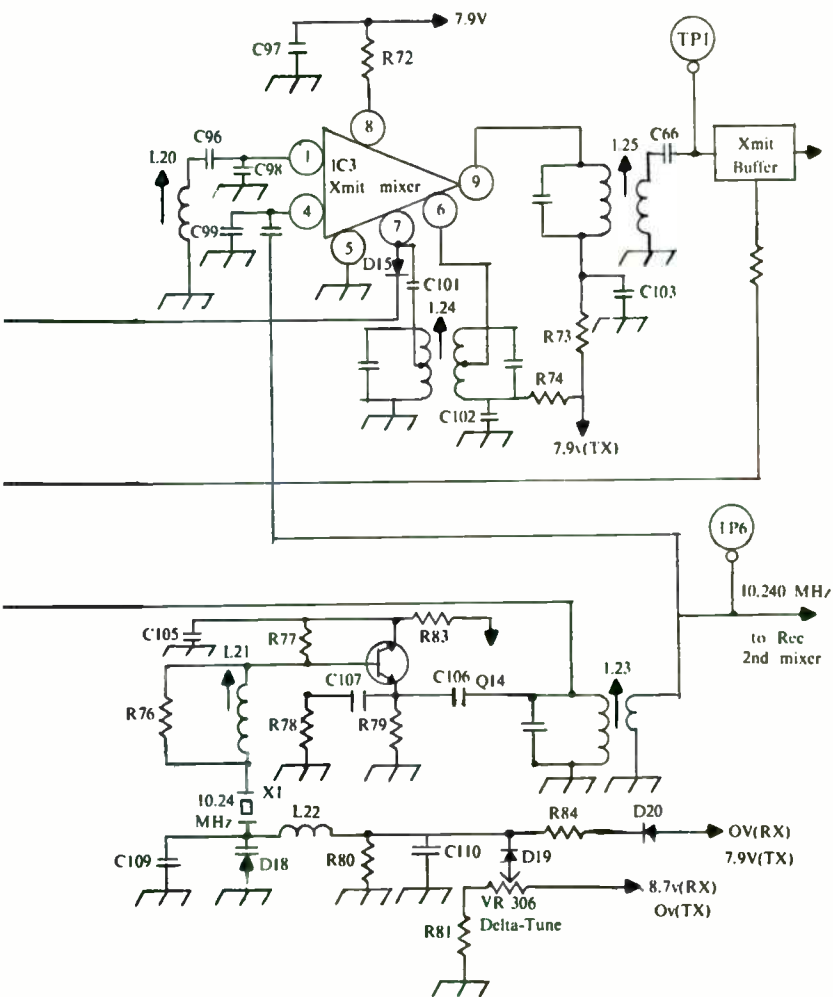 7.9V
C97
R72
TP1
8
C96
1
IC3
Xmit mixer
9
L25
C66
Xmit
Buffer
L20
C98
4
6
C99
7
5
D15
C101
C103
L24
R73
R74
C102
7.9v(TX)
TP6
10.240 MHz
to Rec
2nd mixer
C105
R77
R83
L21
C107
C106
Q14
L23
R76
R78
R79
X1
10.24
MHz
L22
R84
D20
OV(RX)
7.9V(TX)
C109
D18
R80
C110
D19
8.7v(RX)
Ov(TX)
VR 306
Delta-Tune
R81